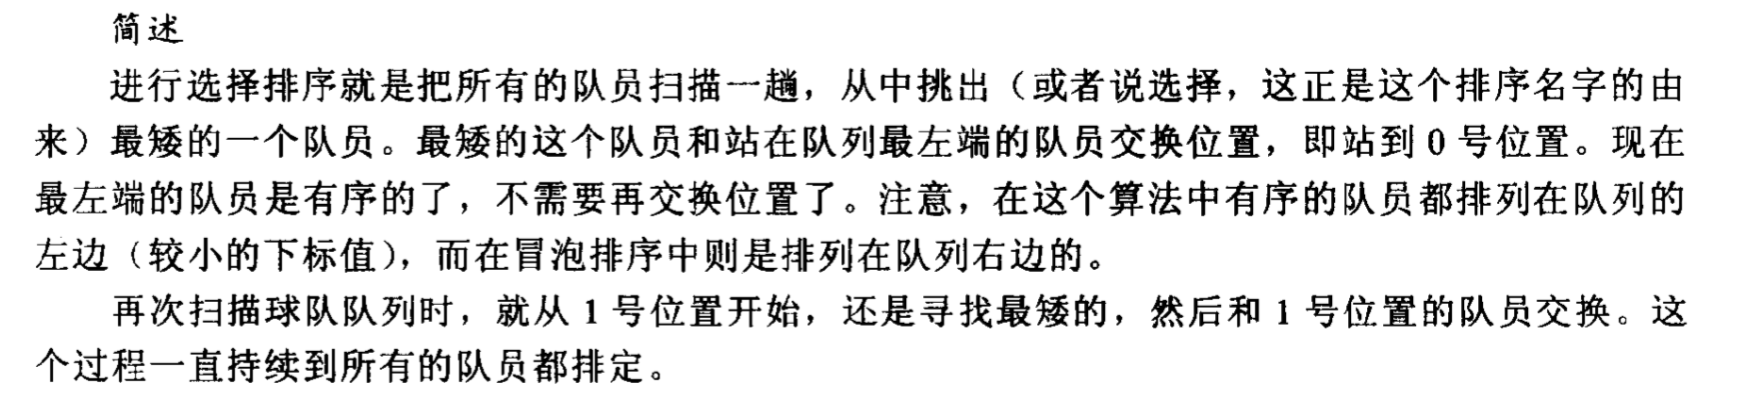 简述
进行选择排序就是把所有的队员扫描一趟，从中挑出（或者说选择，这正是这个排序名字的由
来）最矮的一个队员。最矮的这个队员和站在队列最左端的队员交换位置，即站到 0 号位置。现在
最左端的队员是有序的了，不需要再交换位置了。注意，在这个算法中有序的队员都排列在队列的
左边（较小的下标值），而在冒泡排序中则是排列在队列右边的。
再次扫描球队队列时，就从 1 号位置开始，还是寻找最矮的，然后和 1 号位置的队员交换。这
个过程一直持续到所有的队员都排定。